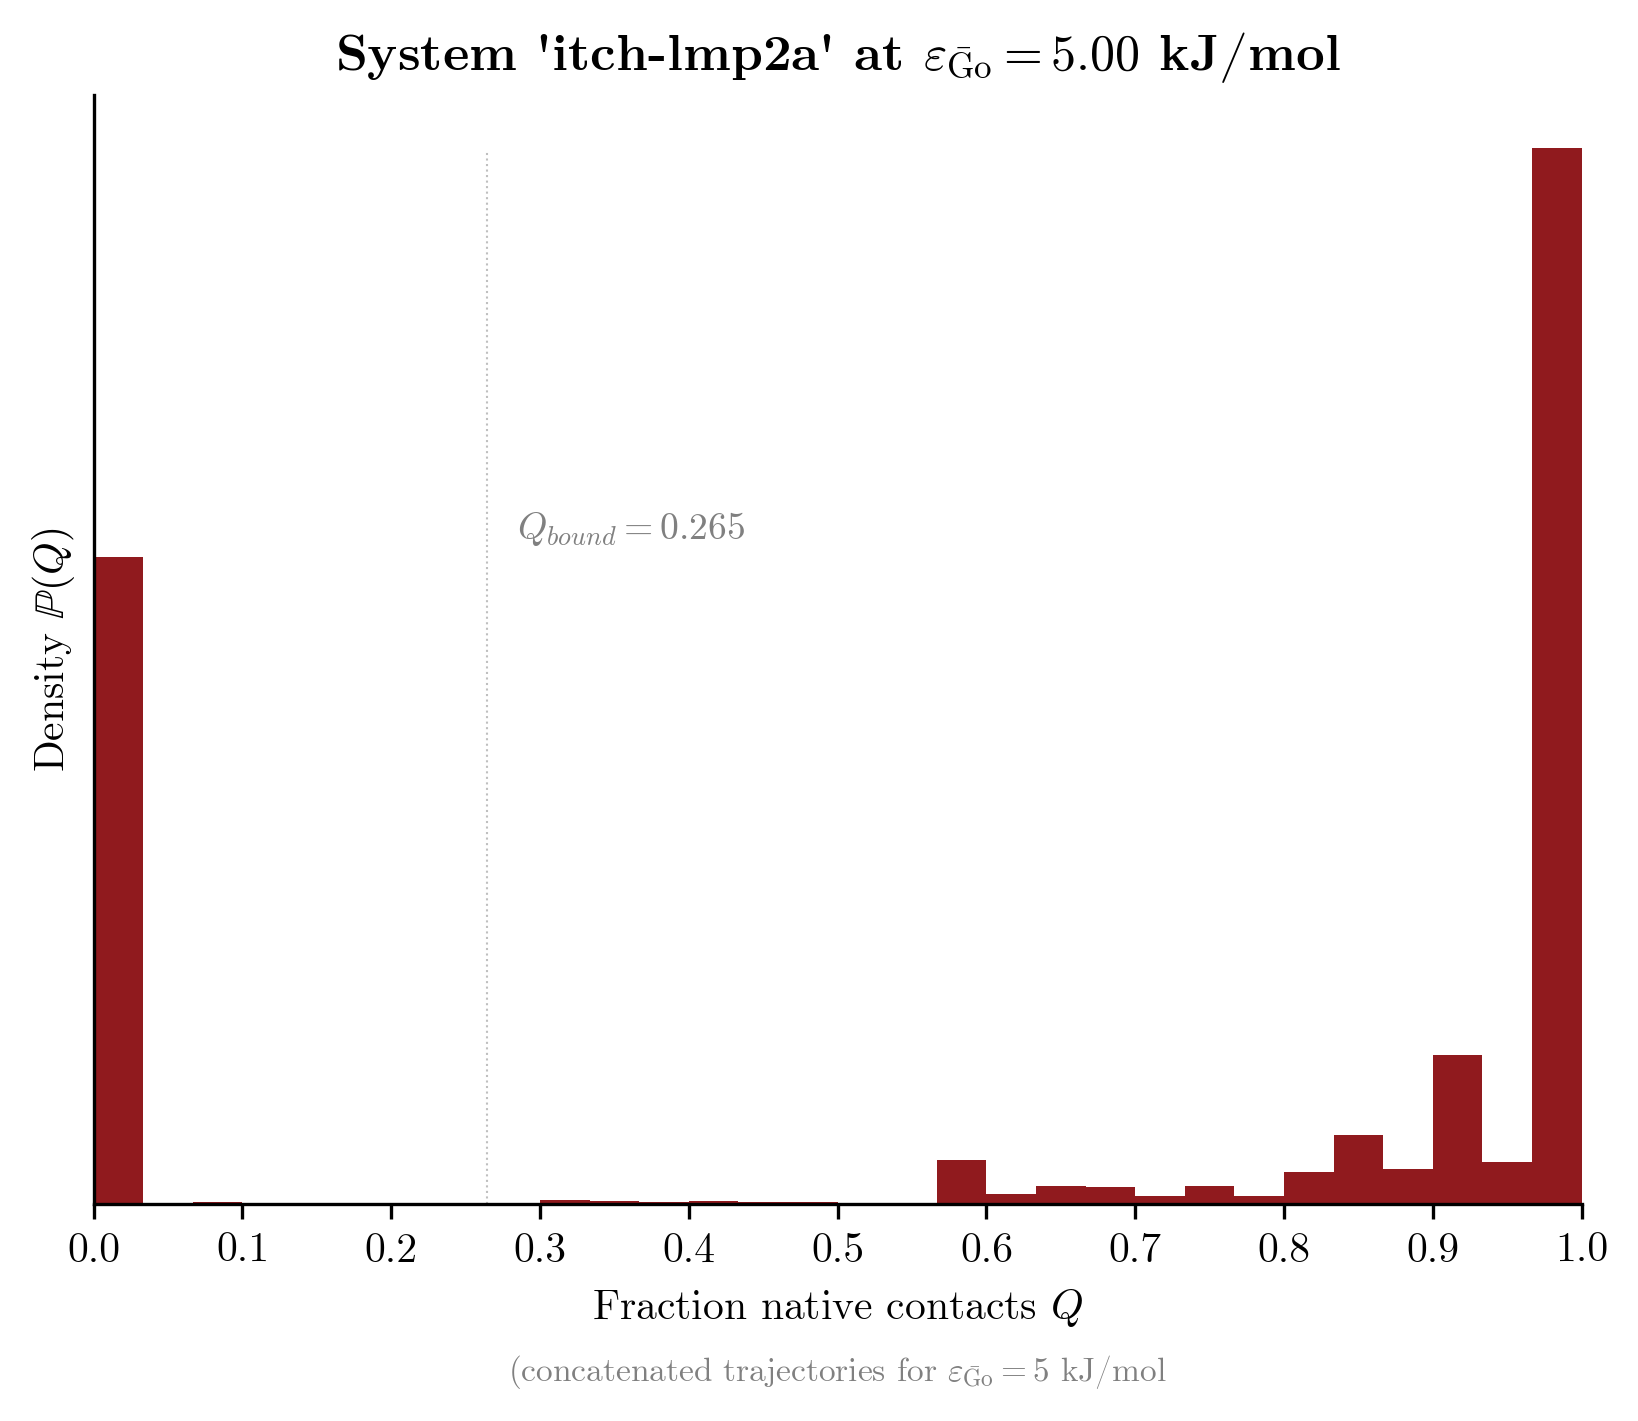 System 'itch-lmp2a' at ε_Ḡo = 5.00 kJ/mol
Density ℙ(Q)
Q_bound = 0.265
0.0 0.1 0.2 0.3 0.4 0.5 0.6 0.7 0.8 0.9 1.0
Fraction native contacts Q
(concatenated trajectories for ε_Ḡo = 5 kJ/mol